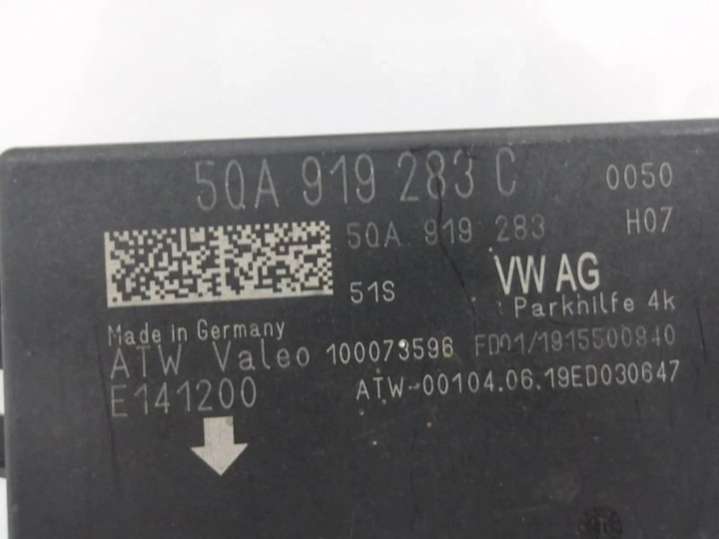 5QA 919 283 C 0050
5QA 919 283 H07
51S VW AG
Parkhilfe 4k
Made in Germany
ATW Valeo 100073596 FD01/1915500840
E141200 ATW-00104.06.19ED030647